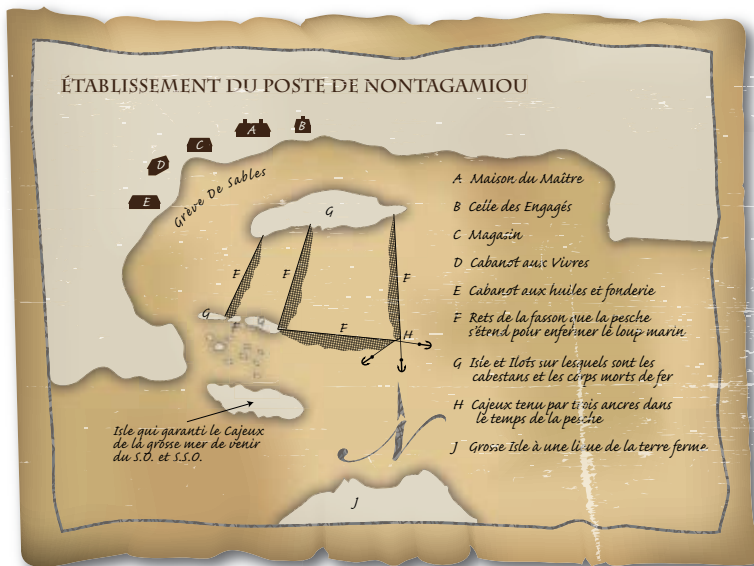 ÉTABLISSEMENT DU POSTE DE NONTAGAMIOU
A
B
C
D
E
Grève De Sables
G
F
F
F
G
G
F
F
H
A Maison du Maître
B Celle des Engagés
C Magasin
D Cabanot aux Vivres
E Cabanot aux huiles et fonderie
F Rets de la fasson que la pesche
s'étend pour enfermer le loup marin
G Isle et Ilots sur lesquels sont les
cabestans et les corps morts de fer
H Cajeux tenu par trois ancres dans
le temps de la pesche
J Grosse Isle à une lieue de la terre ferme
Isle qui garanti le Cajeux
de la grosse mer de venir
du S.O. et S.S.O.
N
J